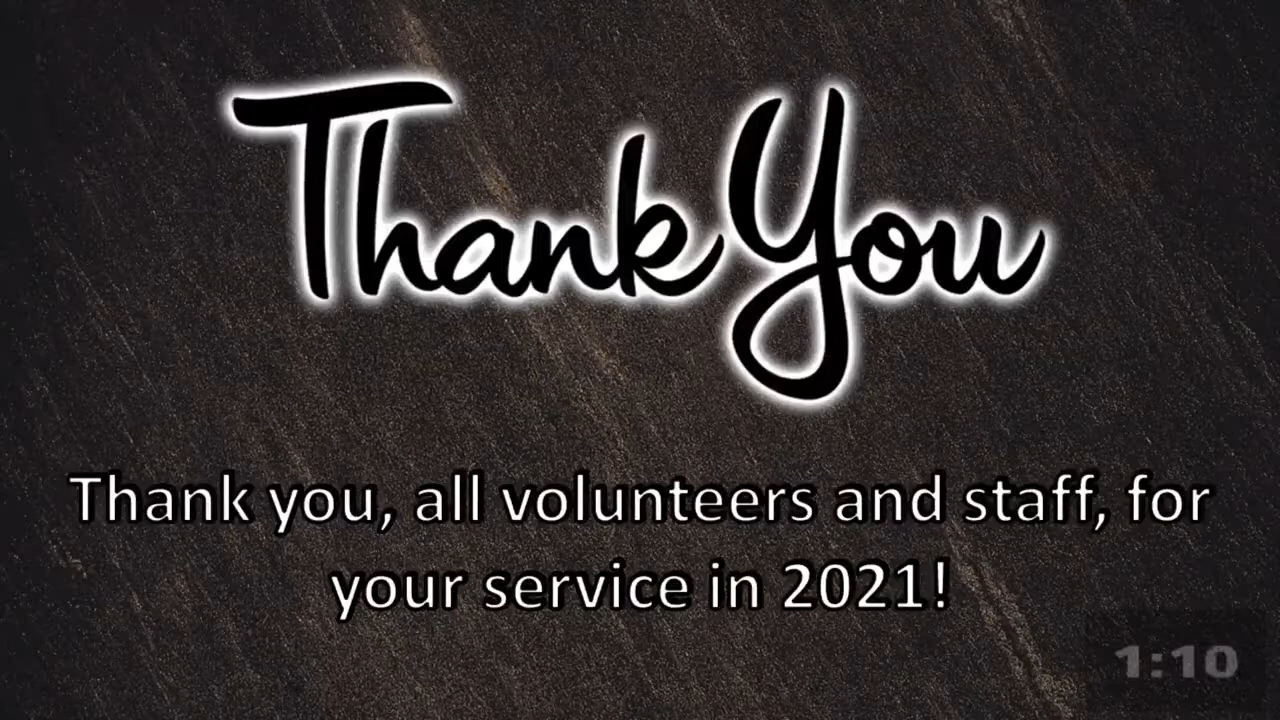 Thank You
Thank you, all volunteers and staff, for
your service in 2021!
1:10